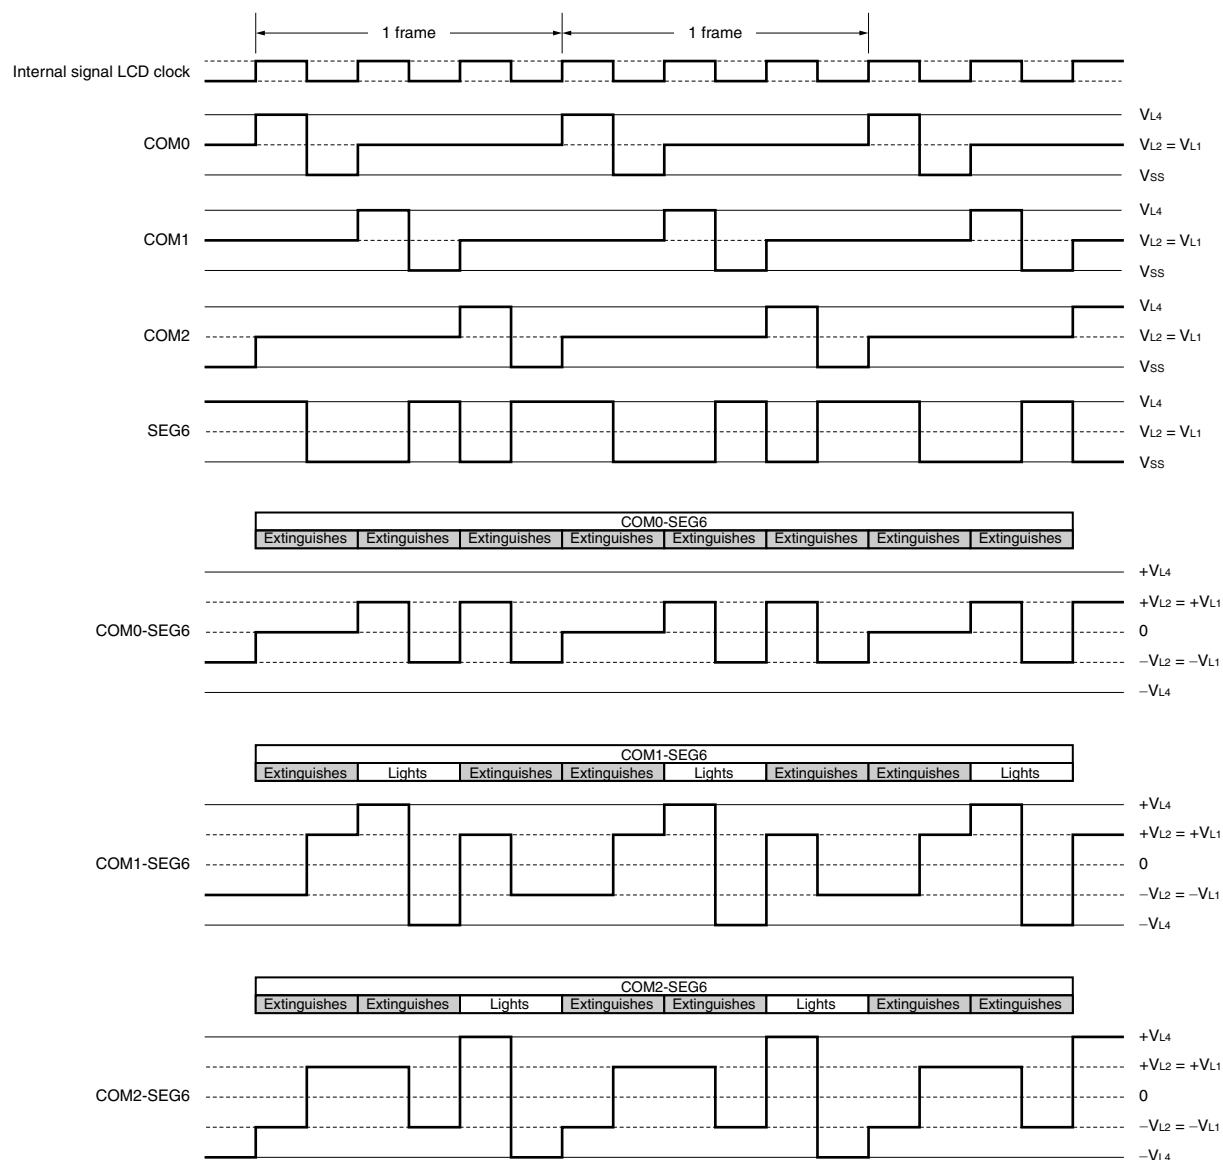 1 frame 1 frame
Internal signal LCD clock
VL4
COM0 VL2 = VL1
VSS
VL4
COM1 VL2 = VL1
VSS
VL4
COM2 VL2 = VL1
VSS
VL4
SEG6 VL2 = VL1
VSS
COM0-SEG6
Extinguishes Extinguishes Extinguishes Extinguishes Extinguishes Extinguishes Extinguishes Extinguishes
+VL4
+VL2 = +VL1
COM0-SEG6 0
−VL2 = −VL1
−VL4
COM1-SEG6
Extinguishes Lights Extinguishes Extinguishes Lights Extinguishes Extinguishes Lights
+VL4
+VL2 = +VL1
COM1-SEG6 0
−VL2 = −VL1
−VL4
COM2-SEG6
Extinguishes Extinguishes Lights Extinguishes Extinguishes Lights Extinguishes Extinguishes
+VL4
+VL2 = +VL1
COM2-SEG6 0
−VL2 = −VL1
−VL4